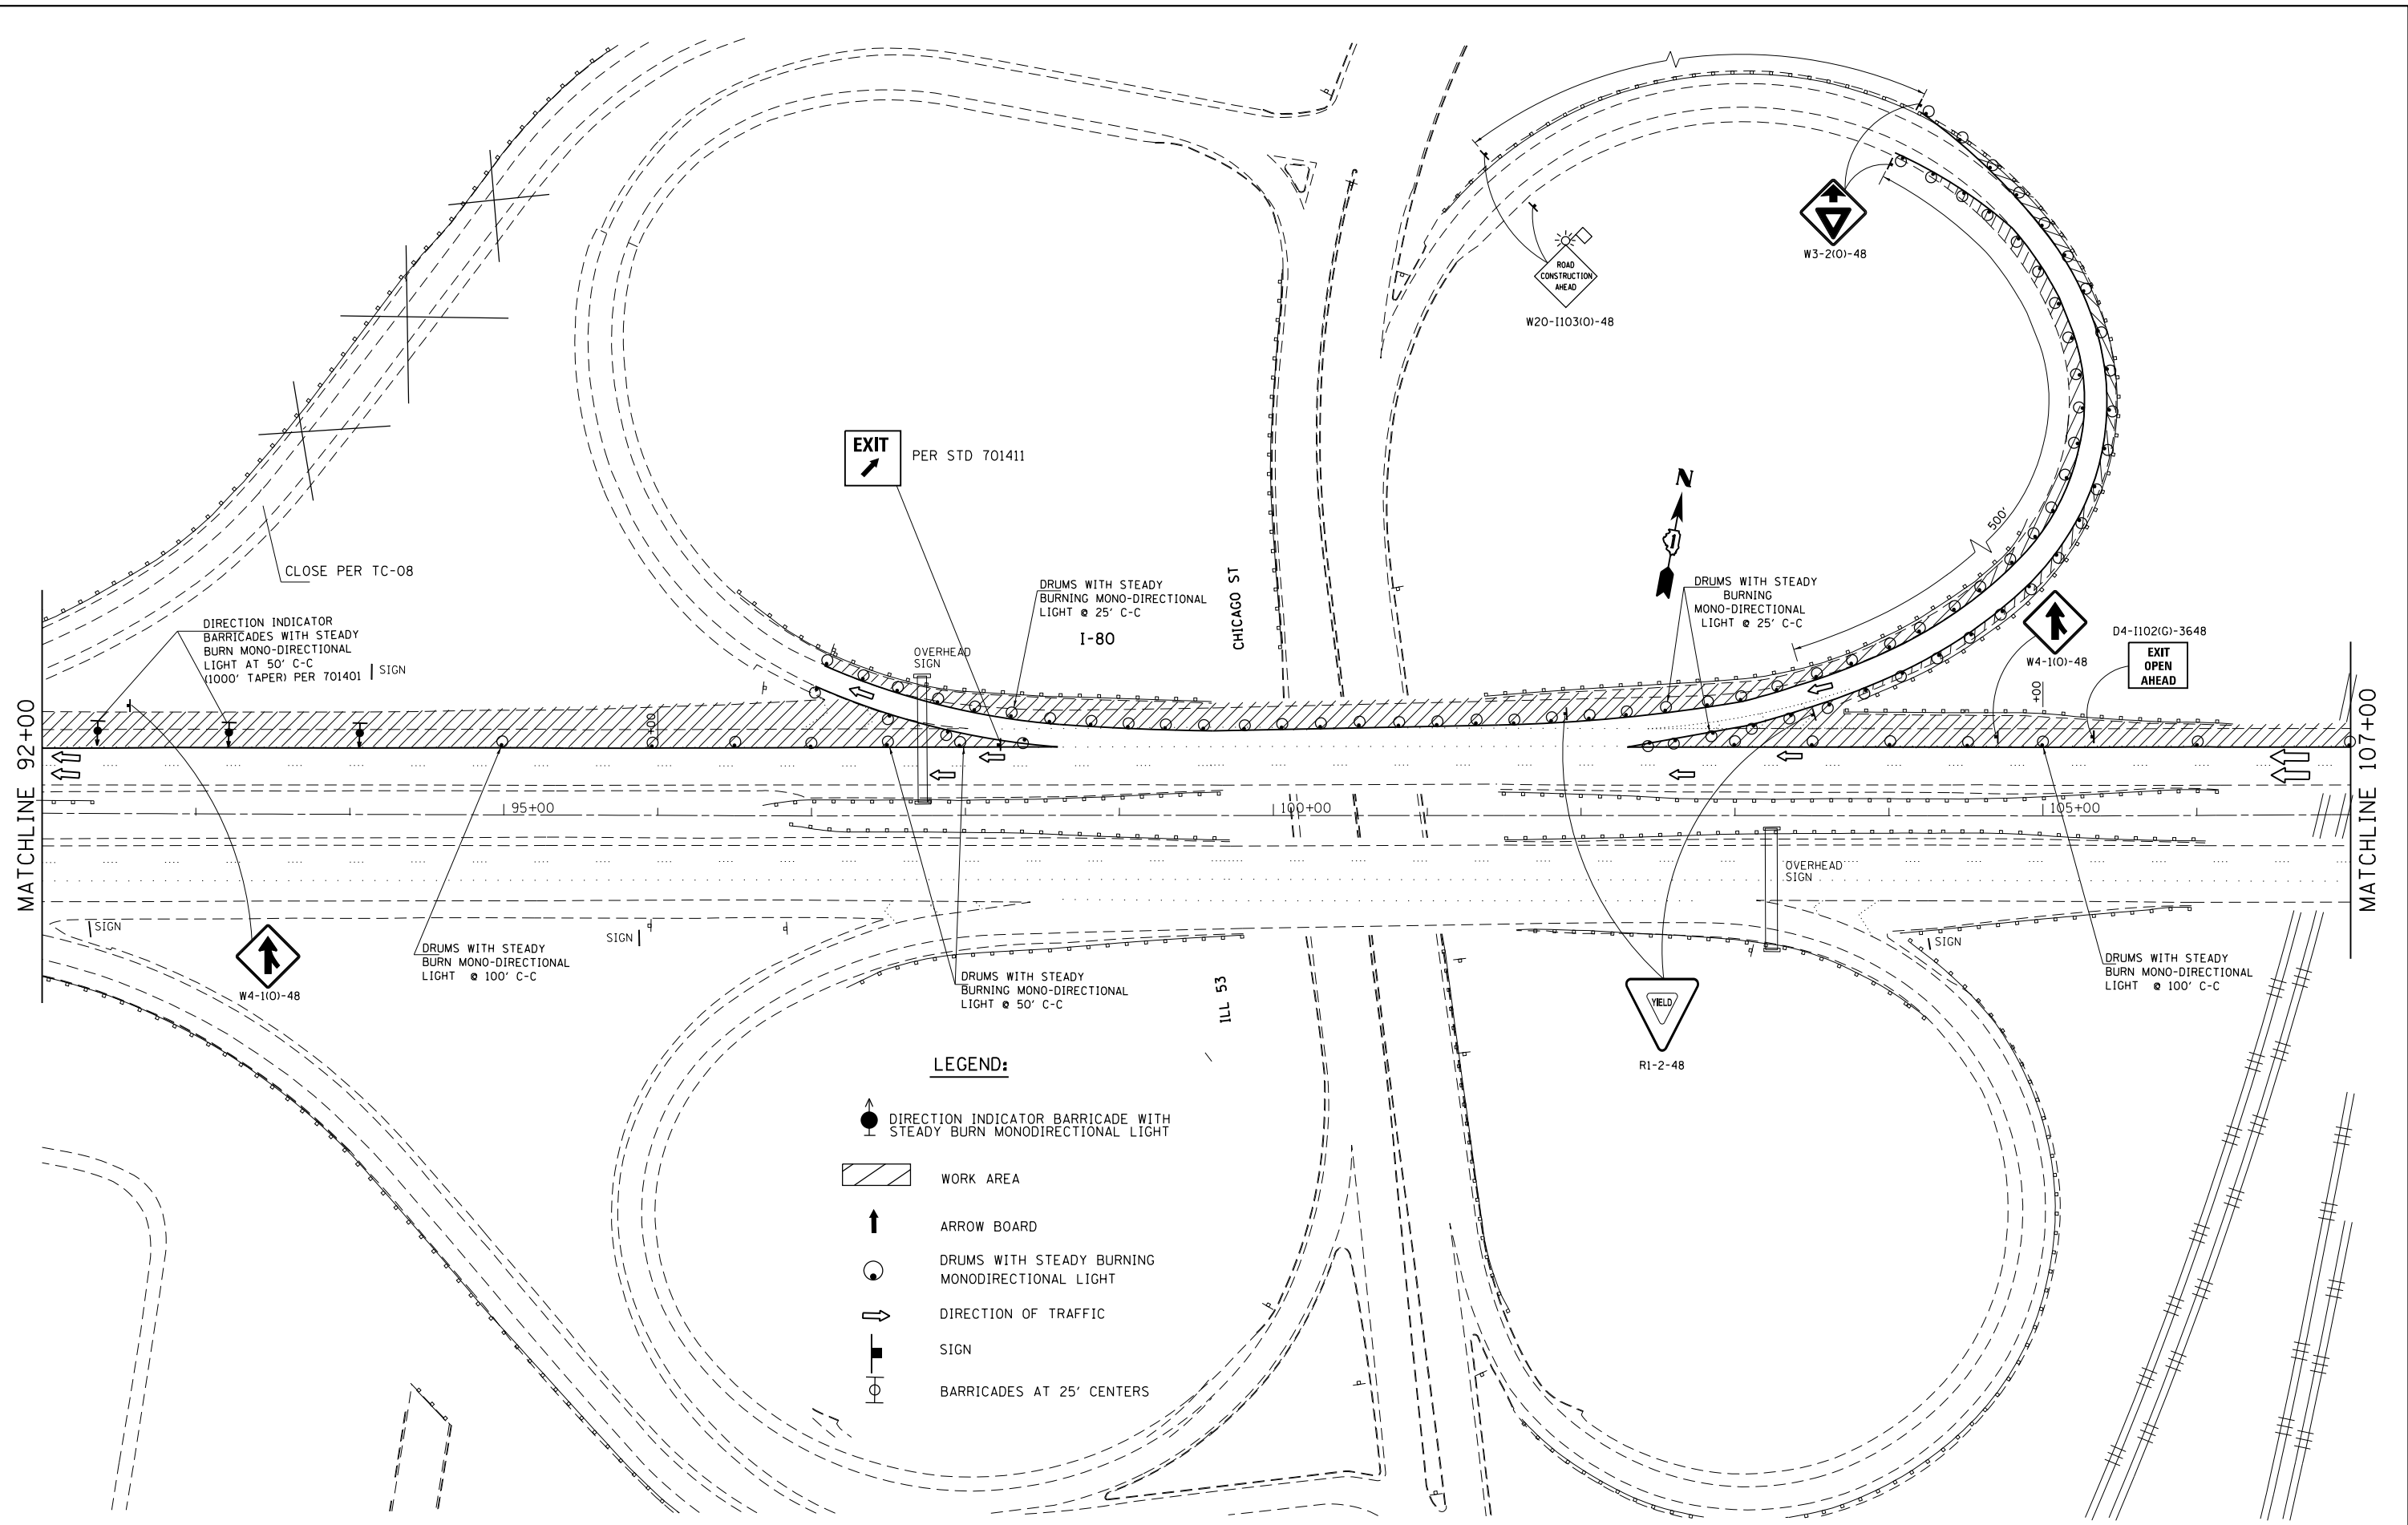 W3-2(O)-48
ROAD
CONSTRUCTION
AHEAD
W20-I103(O)-48
EXIT
PER STD 701411
N
I
500'
CLOSE PER TC-08
DIRECTION INDICATOR
BARRICADES WITH STEADY
BURN MONO-DIRECTIONAL
LIGHT AT 50' C-C
(1000' TAPER) PER 701401
SIGN
DRUMS WITH STEADY
BURNING MONO-DIRECTIONAL
LIGHT @ 25' C-C
I-80
CHICAGO ST
OVERHEAD
SIGN
DRUMS WITH STEADY
BURNING
MONO-DIRECTIONAL
LIGHT @ 25' C-C
W4-1(O)-48
D4-I102(G)-3648
EXIT
OPEN
AHEAD
+00
+00
MATCHLINE 92+00
MATCHLINE 107+00
95+00
100+00
105+00
OVERHEAD
SIGN
SIGN
SIGN
SIGN
W4-1(O)-48
DRUMS WITH STEADY
BURN MONO-DIRECTIONAL
LIGHT @ 100' C-C
DRUMS WITH STEADY
BURNING MONO-DIRECTIONAL
LIGHT @ 50' C-C
ILL 53
YIELD
R1-2-48
DRUMS WITH STEADY
BURN MONO-DIRECTIONAL
LIGHT @ 100' C-C
LEGEND:
DIRECTION INDICATOR BARRICADE WITH
STEADY BURN MONODIRECTIONAL LIGHT
WORK AREA
ARROW BOARD
DRUMS WITH STEADY BURNING
MONODIRECTIONAL LIGHT
DIRECTION OF TRAFFIC
SIGN
BARRICADES AT 25' CENTERS